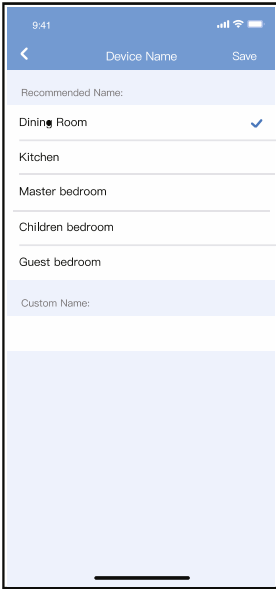 9:41
Device Name Save
Recommended Name:
Dining Room
Kitchen
Master bedroom
Children bedroom
Guest bedroom
Custom Name: